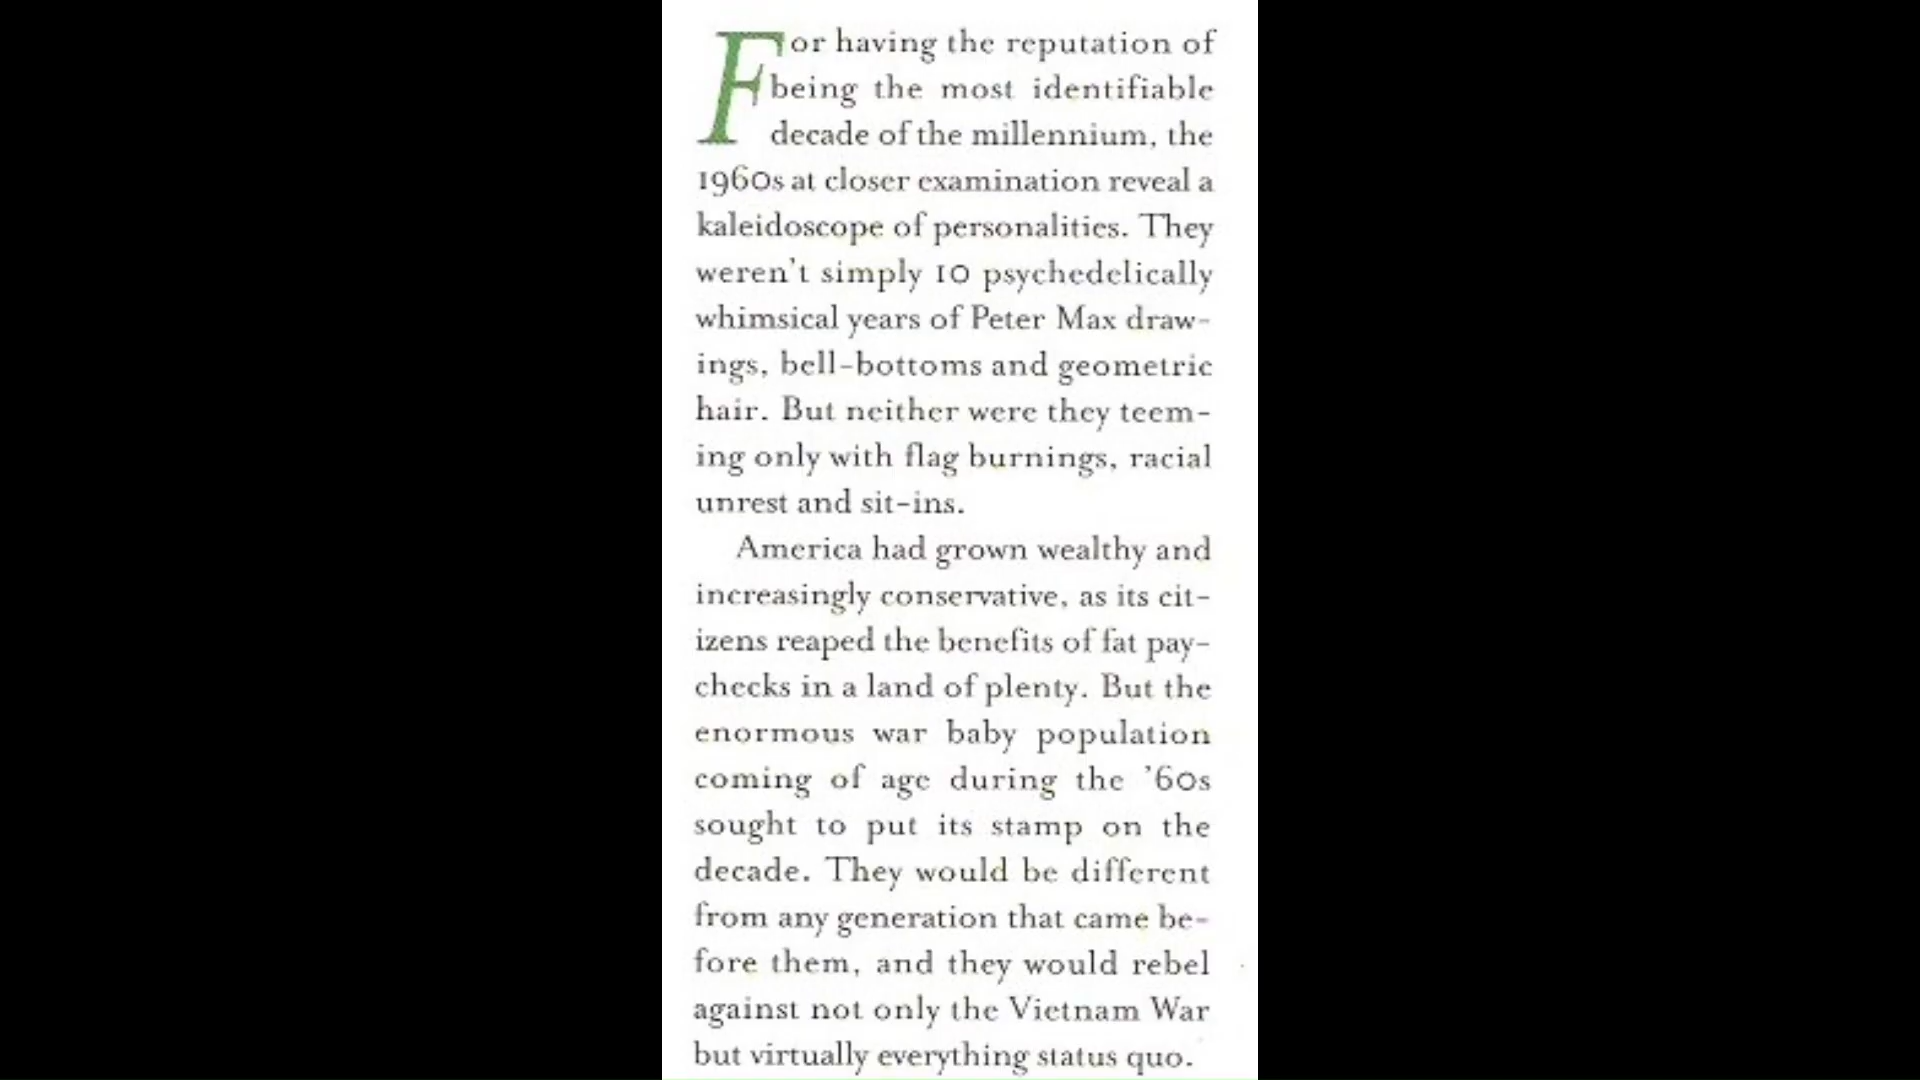 For having the reputation of
being the most identifiable
decade of the millennium, the
1960s at closer examination reveal a
kaleidoscope of personalities. They
weren't simply 10 psychedelically
whimsical years of Peter Max draw-
ings, bell-bottoms and geometric
hair. But neither were they teem-
ing only with flag burnings, racial
unrest and sit-ins.
America had grown wealthy and
increasingly conservative, as its cit-
izens reaped the benefits of fat pay-
checks in a land of plenty. But the
enormous war baby population
coming of age during the '60s
sought to put its stamp on the
decade. They would be different
from any generation that came be-
fore them, and they would rebel
against not only the Vietnam War
but virtually everything status quo.